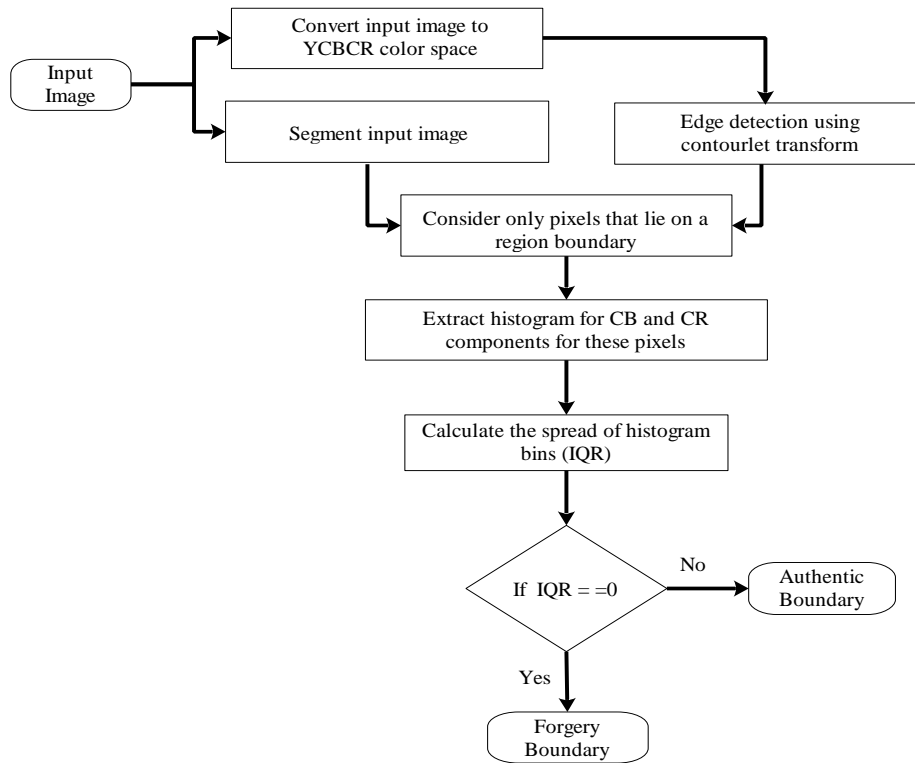 Convert input image to
YCBCR color space
Input
Image
Segment input image
Edge detection using
contourlet transform
Consider only pixels that lie on a
region boundary
Extract histogram for CB and CR
components for these pixels
Calculate the spread of histogram
bins (IQR)
If IQR = =0
No
Authentic
Boundary
Yes
Forgery
Boundary